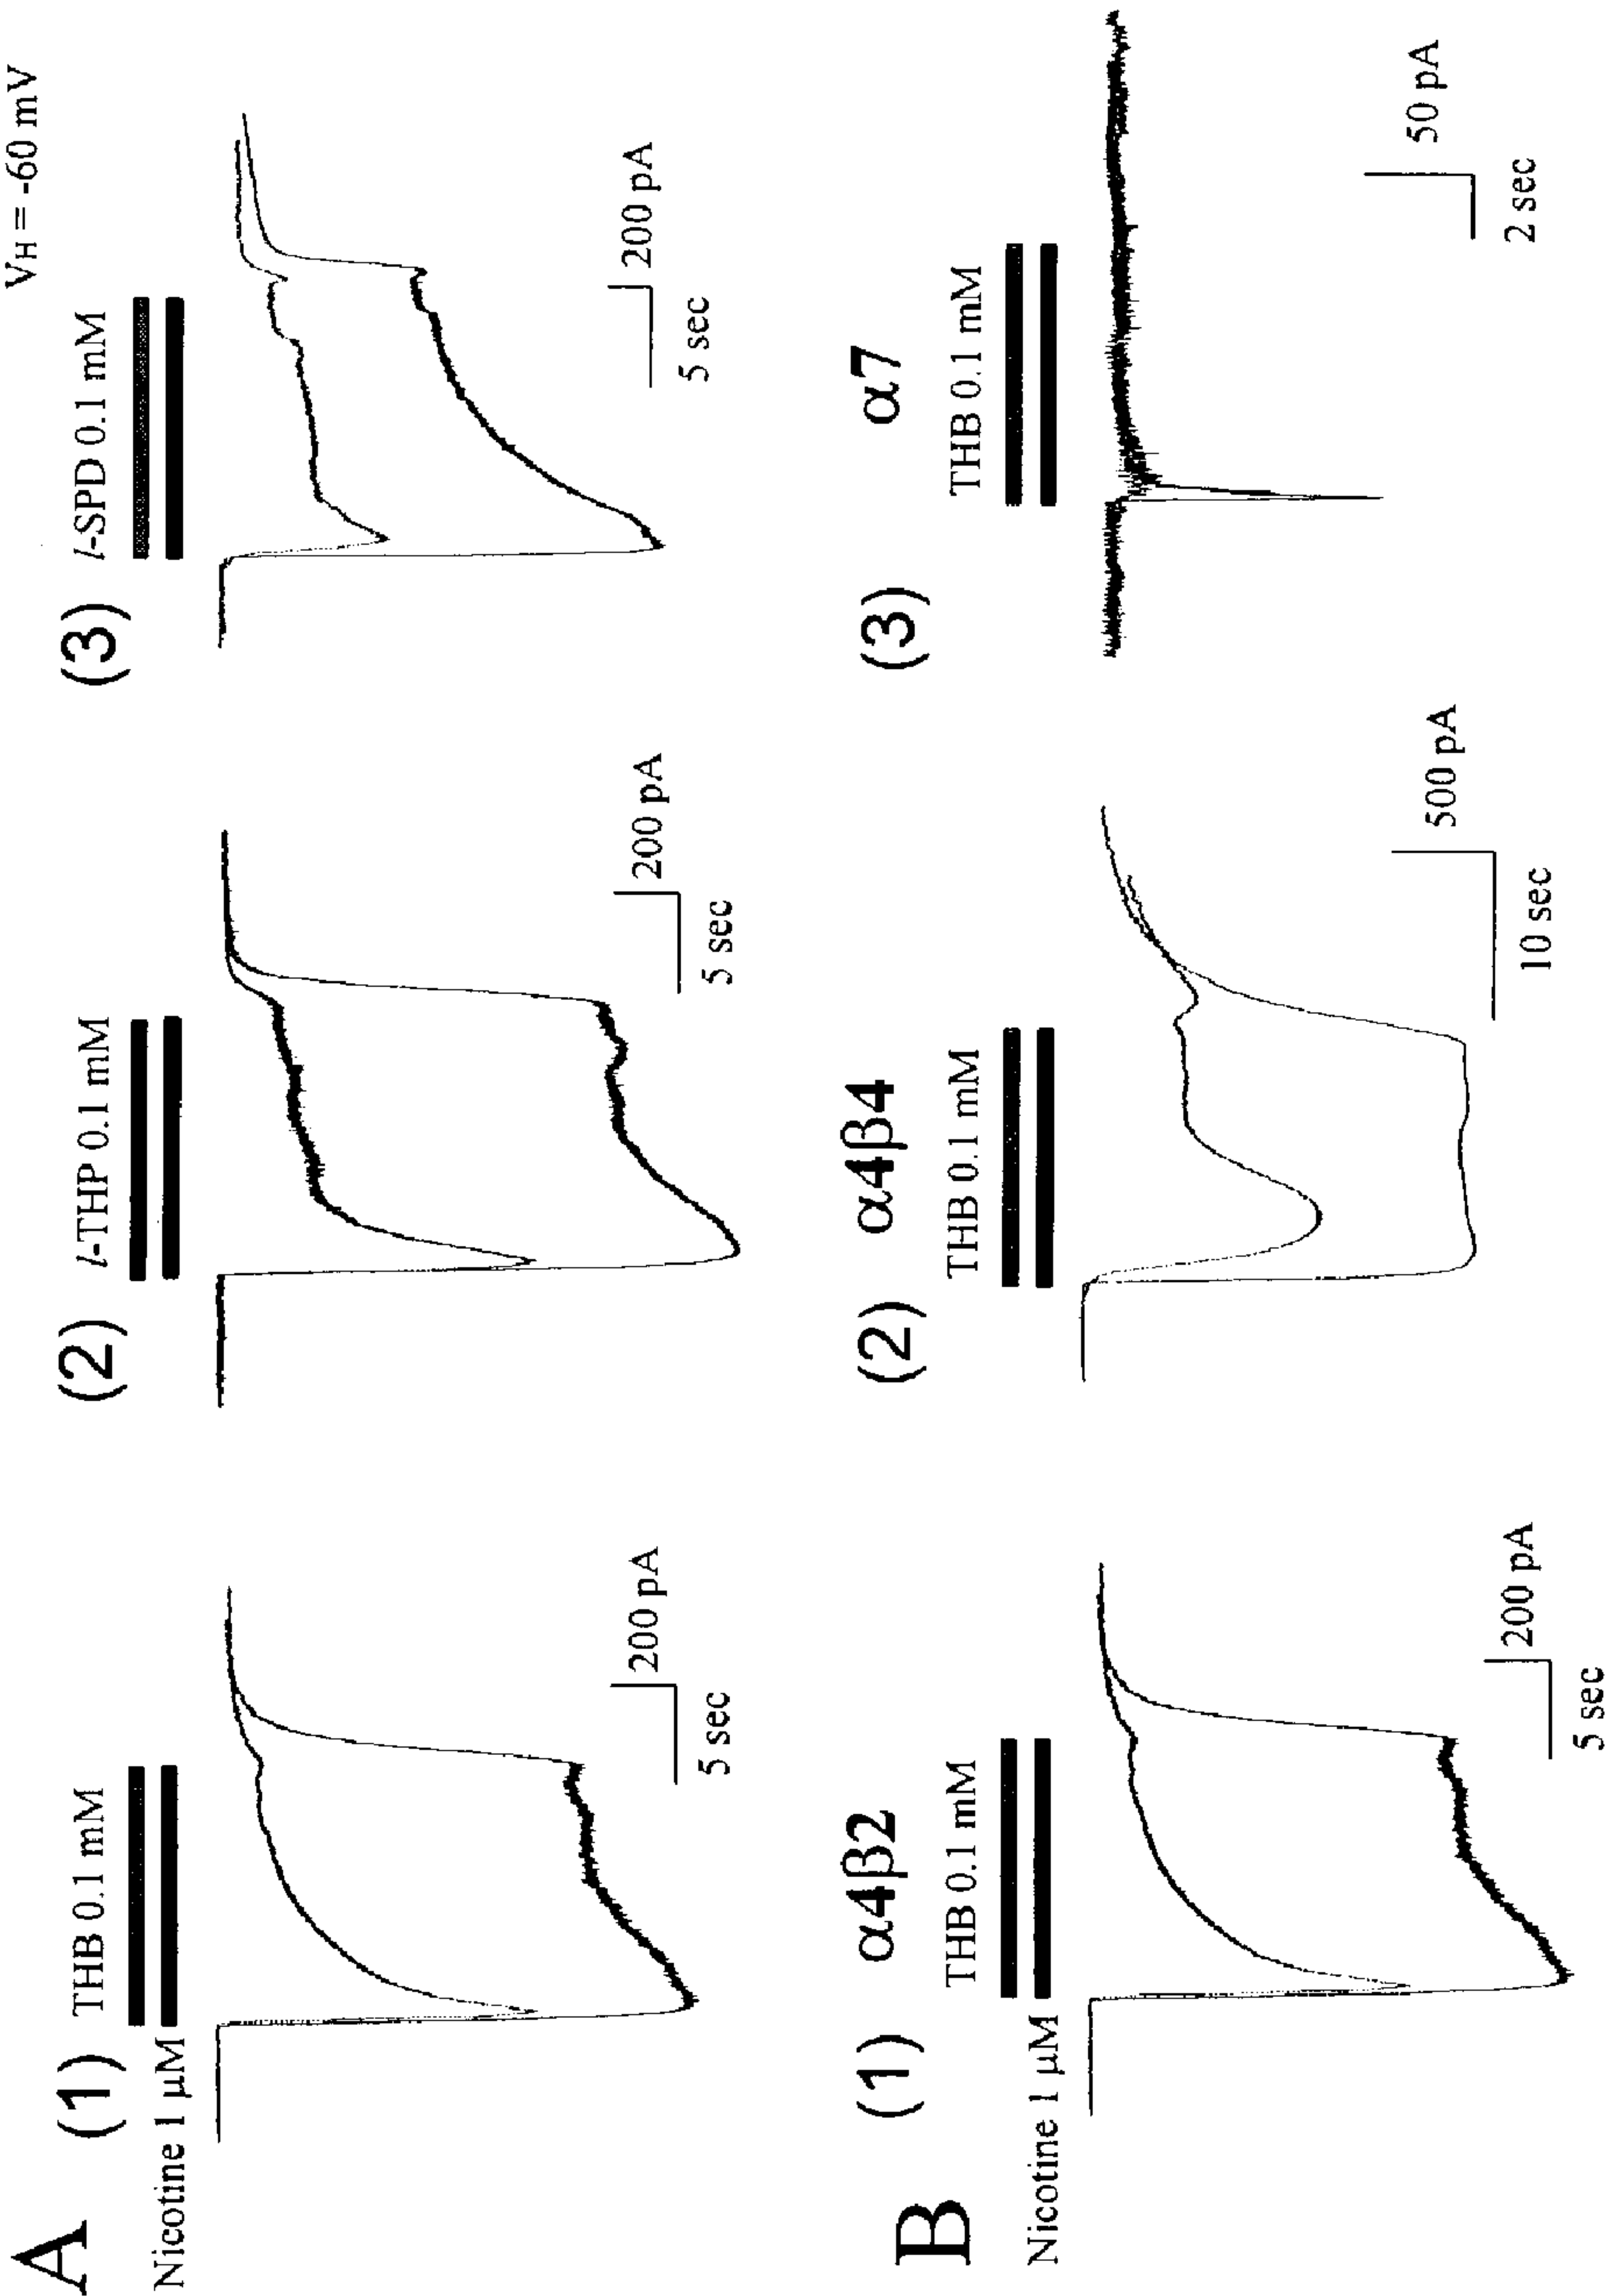 V_H = -60 mV
A
(1)
THB 0.1 mM
Nicotine 1 μM
200 pA
5 sec
(2)
l-THP 0.1 mM
200 pA
5 sec
(3)
l-SPD 0.1 mM
200 pA
5 sec
B
(1)
α4β2
THB 0.1 mM
Nicotine 1 μM
200 pA
5 sec
(2)
α4β4
THB 0.1 mM
500 pA
10 sec
(3)
α7
THB 0.1 mM
50 pA
2 sec